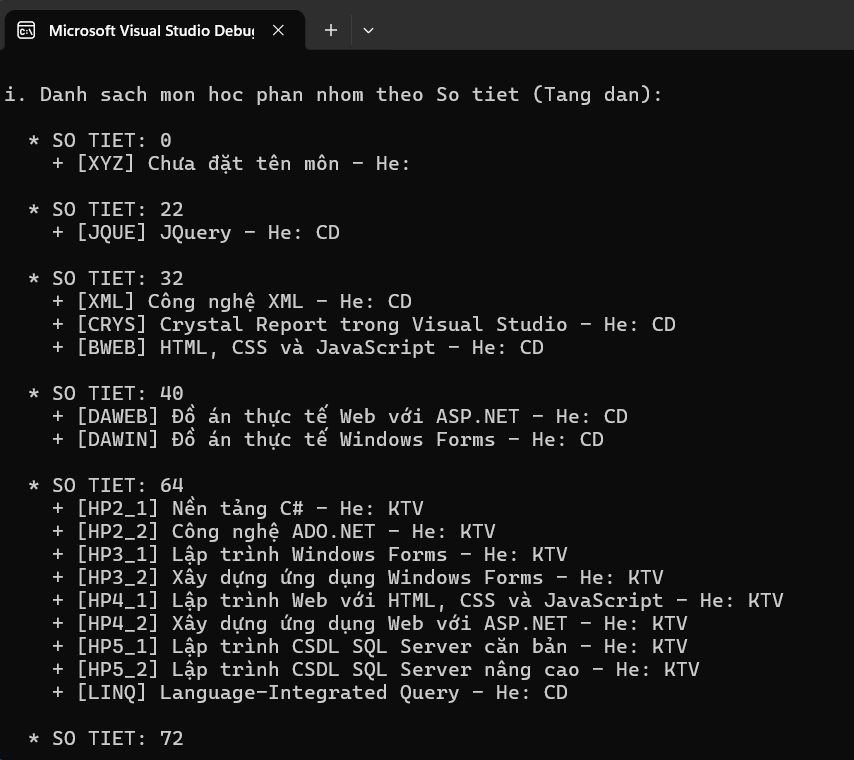 Microsoft Visual Studio Debug
i. Danh sach mon hoc phan nhom theo So tiet (Tang dan):
* SO TIET: 0
+ [XYZ] Chưa đặt tên môn - He:
* SO TIET: 22
+ [JQUE] JQuery - He: CD
* SO TIET: 32
+ [XML] Công nghệ XML - He: CD
+ [CRYS] Crystal Report trong Visual Studio - He: CD
+ [BWEB] HTML, CSS và JavaScript - He: CD
* SO TIET: 40
+ [DAWEB] Đồ án thực tế Web với ASP.NET - He: CD
+ [DAWIN] Đồ án thực tế Windows Forms - He: CD
* SO TIET: 64
+ [HP2_1] Nền tảng C# - He: KTV
+ [HP2_2] Công nghệ ADO.NET - He: KTV
+ [HP3_1] Lập trình Windows Forms - He: KTV
+ [HP3_2] Xây dựng ứng dụng Windows Forms - He: KTV
+ [HP4_1] Lập trình Web với HTML, CSS và JavaScript - He: KTV
+ [HP4_2] Xây dựng ứng dụng Web với ASP.NET - He: KTV
+ [HP5_1] Lập trình CSDL SQL Server căn bản - He: KTV
+ [HP5_2] Lập trình CSDL SQL Server nâng cao - He: KTV
+ [LINQ] Language-Integrated Query - He: CD
* SO TIET: 72